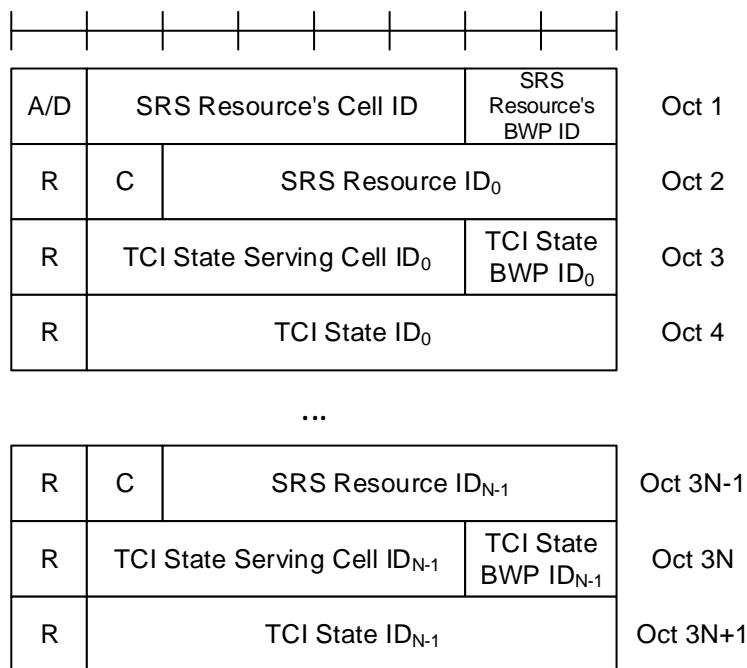 A/D SRS Resource's Cell ID SRS Resource's BWP ID Oct 1
R C SRS Resource ID₀ Oct 2
R TCI State Serving Cell ID₀ TCI State BWP ID₀ Oct 3
R TCI State ID₀ Oct 4
...
R C SRS Resource IDN-1 Oct 3N-1
R TCI State Serving Cell IDN-1 TCI State BWP IDN-1 Oct 3N
R TCI State IDN-1 Oct 3N+1